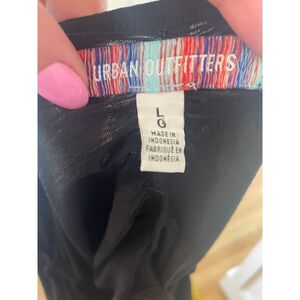 URBAN OUTFITTERS
L
G
MADE IN
INDONESIA
FABRIQUÉ EN
INDONÉSIA